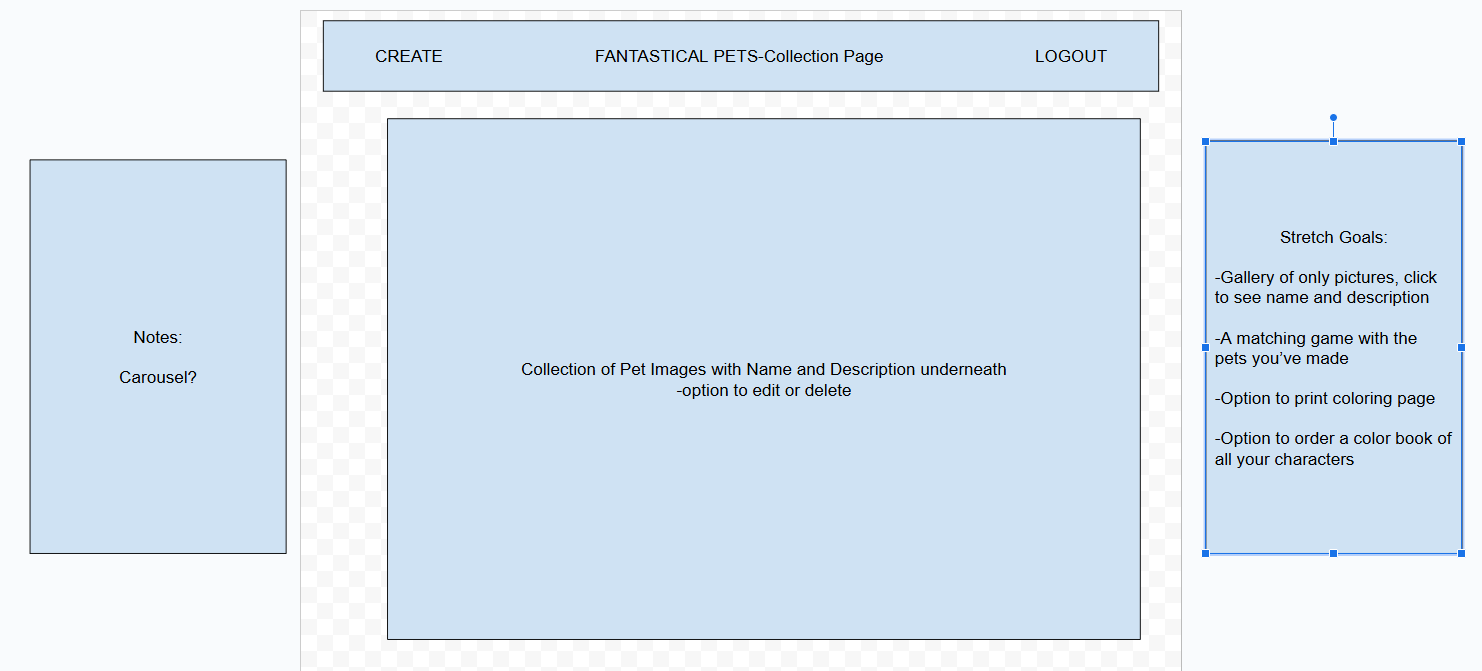 CREATE
FANTASTICAL PETS-Collection Page
LOGOUT
Notes:
Carousel?
Collection of Pet Images with Name and Description underneath
-option to edit or delete
Stretch Goals:
-Gallery of only pictures, click
to see name and description
-A matching game with the
pets you’ve made
-Option to print coloring page
-Option to order a color book of
all your characters